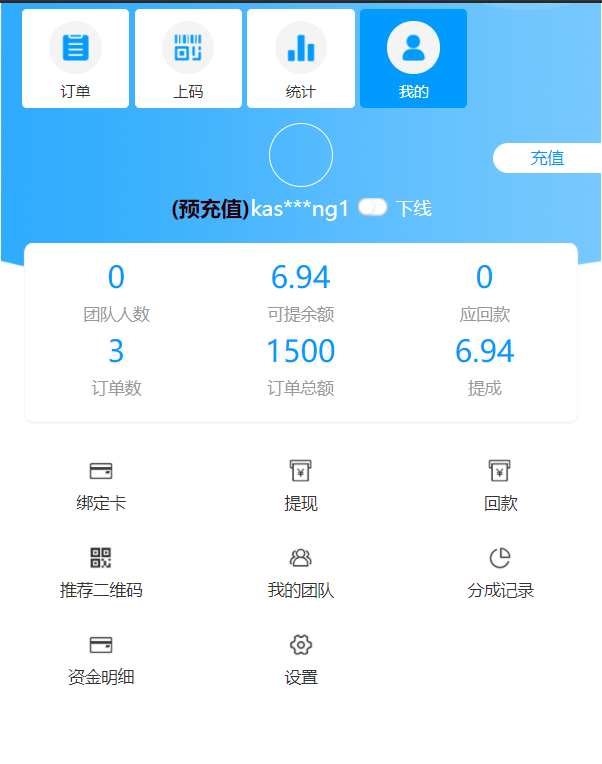 订单 上码 统计 我的
充值
(预充值)kas***ng1 下线
0 6.94 0
团队人数 可提余额 应回款
3 1500 6.94
订单数 订单总额 提成
绑定卡 提现 回款
推荐二维码 我的团队 分成记录
资金明细 设置